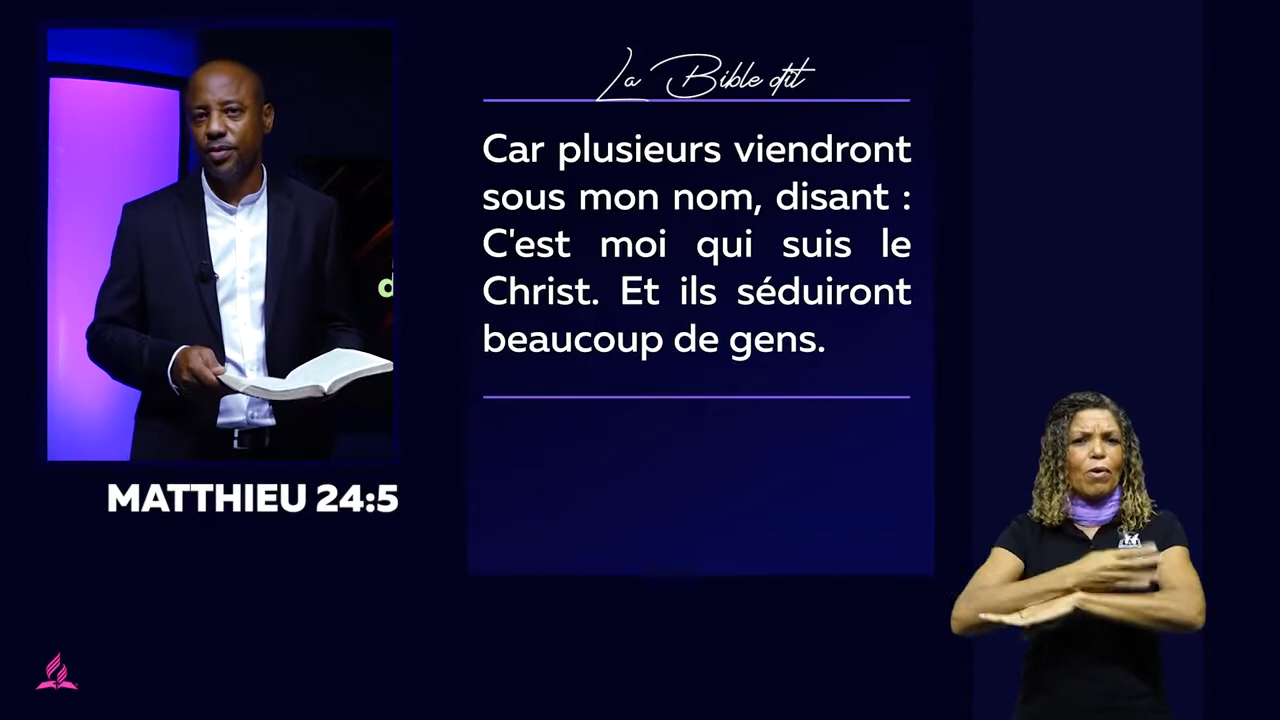 La Bible dit
Car plusieurs viendront
sous mon nom, disant :
C'est moi qui suis le
Christ. Et ils séduiront
beaucoup de gens.
MATTHIEU 24:5
d